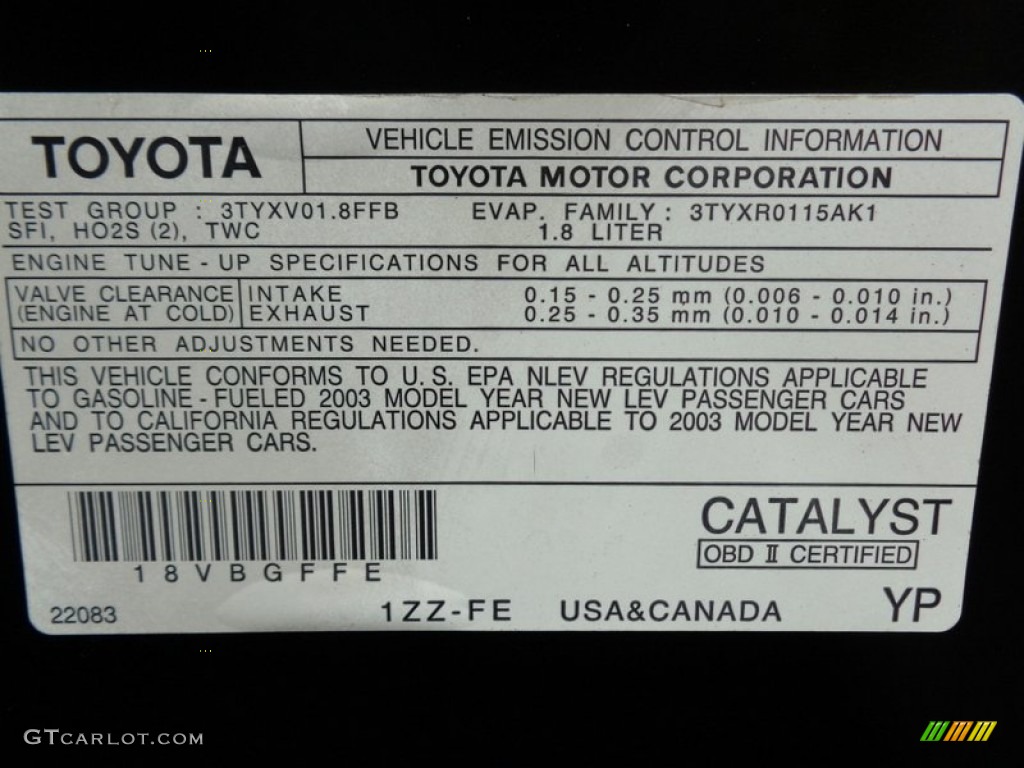 TOYOTA
VEHICLE EMISSION CONTROL INFORMATION
TOYOTA MOTOR CORPORATION
TEST GROUP : 3TYXV01.8FFB EVAP. FAMILY : 3TYXR0115AK1
SFI, HO2S (2), TWC 1.8 LITER
ENGINE TUNE - UP SPECIFICATIONS FOR ALL ALTITUDES
VALVE CLEARANCE INTAKE 0.15 - 0.25 mm (0.006 - 0.010 in.)
(ENGINE AT COLD) EXHAUST 0.25 - 0.35 mm (0.010 - 0.014 in.)
NO OTHER ADJUSTMENTS NEEDED.
THIS VEHICLE CONFORMS TO U.S. EPA NLEV REGULATIONS APPLICABLE
TO GASOLINE - FUELED 2003 MODEL YEAR NEW LEV PASSENGER CARS
AND TO CALIFORNIA REGULATIONS APPLICABLE TO 2003 MODEL YEAR NEW
LEV PASSENGER CARS.
CATALYST
OBD II CERTIFIED
18VBGFFE
22083 1ZZ-FE USA&CANADA YP
GTCARLOT.COM